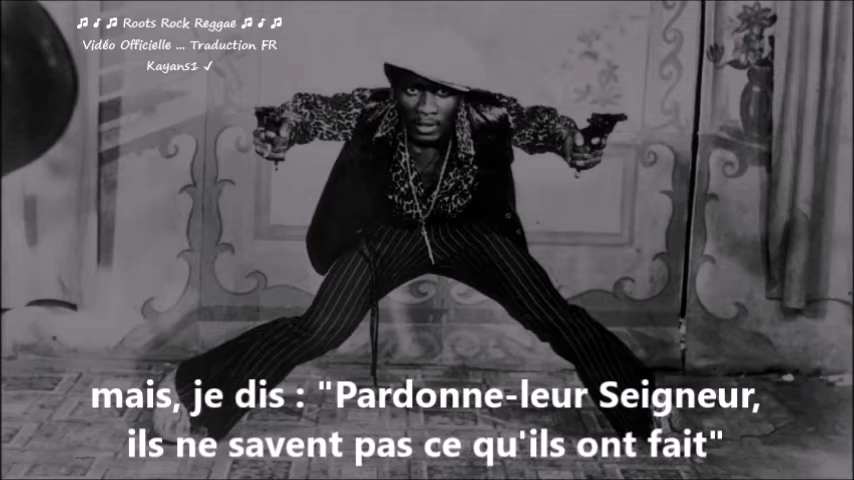 ♫ ♪ ♫ Roots Rock Reggae ♫ ♪ ♫
Vidéo Officielle ... Traduction FR
Kayans1 ✓
mais, je dis : "Pardonne-leur Seigneur,
ils ne savent pas ce qu'ils ont fait"